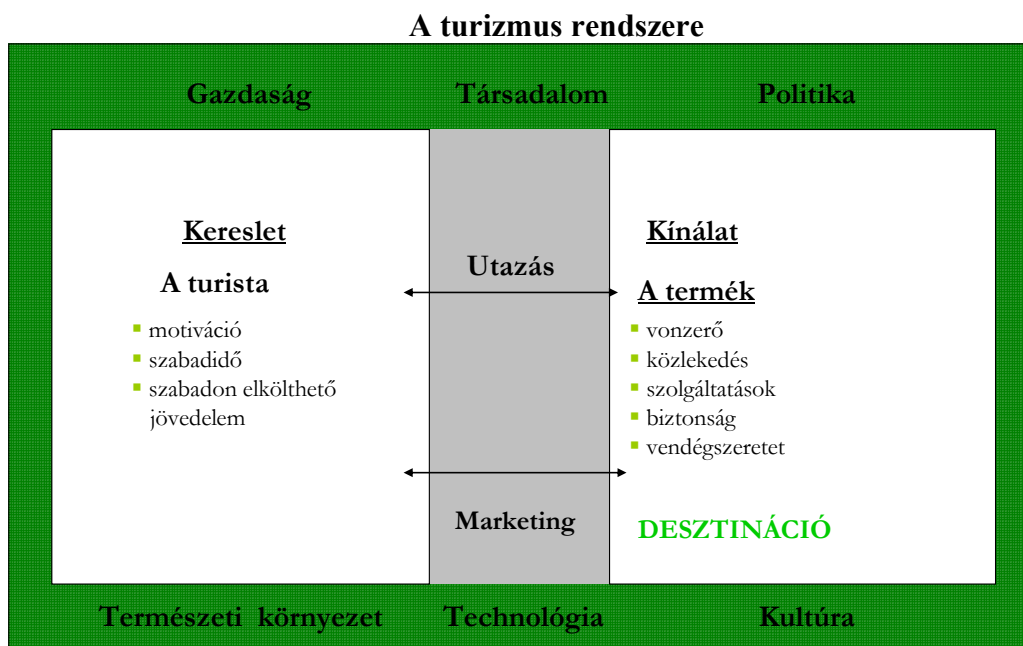 A turizmus rendszere
Gazdaság
Társadalom
Politika
Kereslet
A turista
motiváció
szabadidő
szabadon elkölthető
jövedelem
Utazás
Marketing
Kínálat
A termék
vonzerő
közlekedés
szolgáltatások
biztonság
vendégszeretet
DESZTINÁCIÓ
Természeti környezet
Technológia
Kultúra